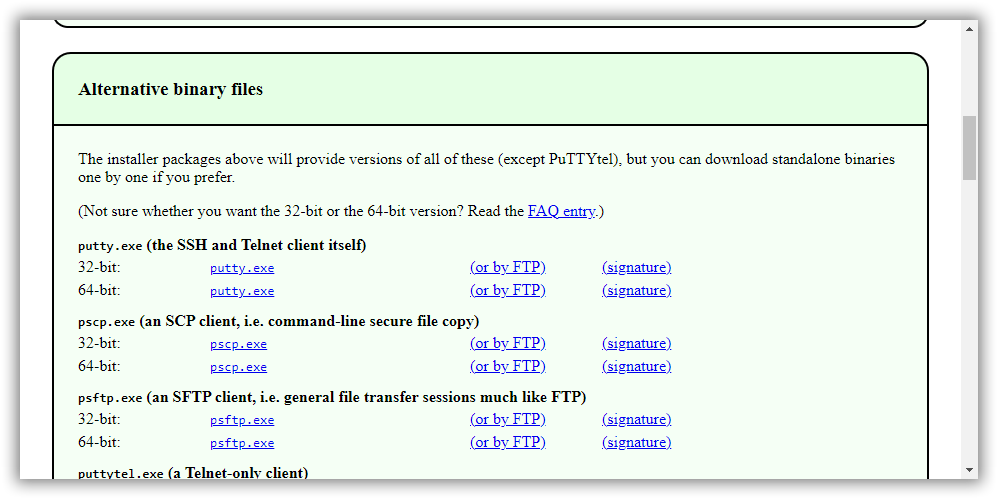 Alternative binary files
The installer packages above will provide versions of all of these (except PuTTYtel), but you can download standalone binaries
one by one if you prefer.
(Not sure whether you want the 32-bit or the 64-bit version? Read the FAQ entry.)
putty.exe (the SSH and Telnet client itself)
32-bit: putty.exe (or by FTP) (signature)
64-bit: putty.exe (or by FTP) (signature)
pscp.exe (an SCP client, i.e. command-line secure file copy)
32-bit: pscp.exe (or by FTP) (signature)
64-bit: pscp.exe (or by FTP) (signature)
psftp.exe (an SFTP client, i.e. general file transfer sessions much like FTP)
32-bit: psftp.exe (or by FTP) (signature)
64-bit: psftp.exe (or by FTP) (signature)
puttytel.exe (a Telnet-only client)